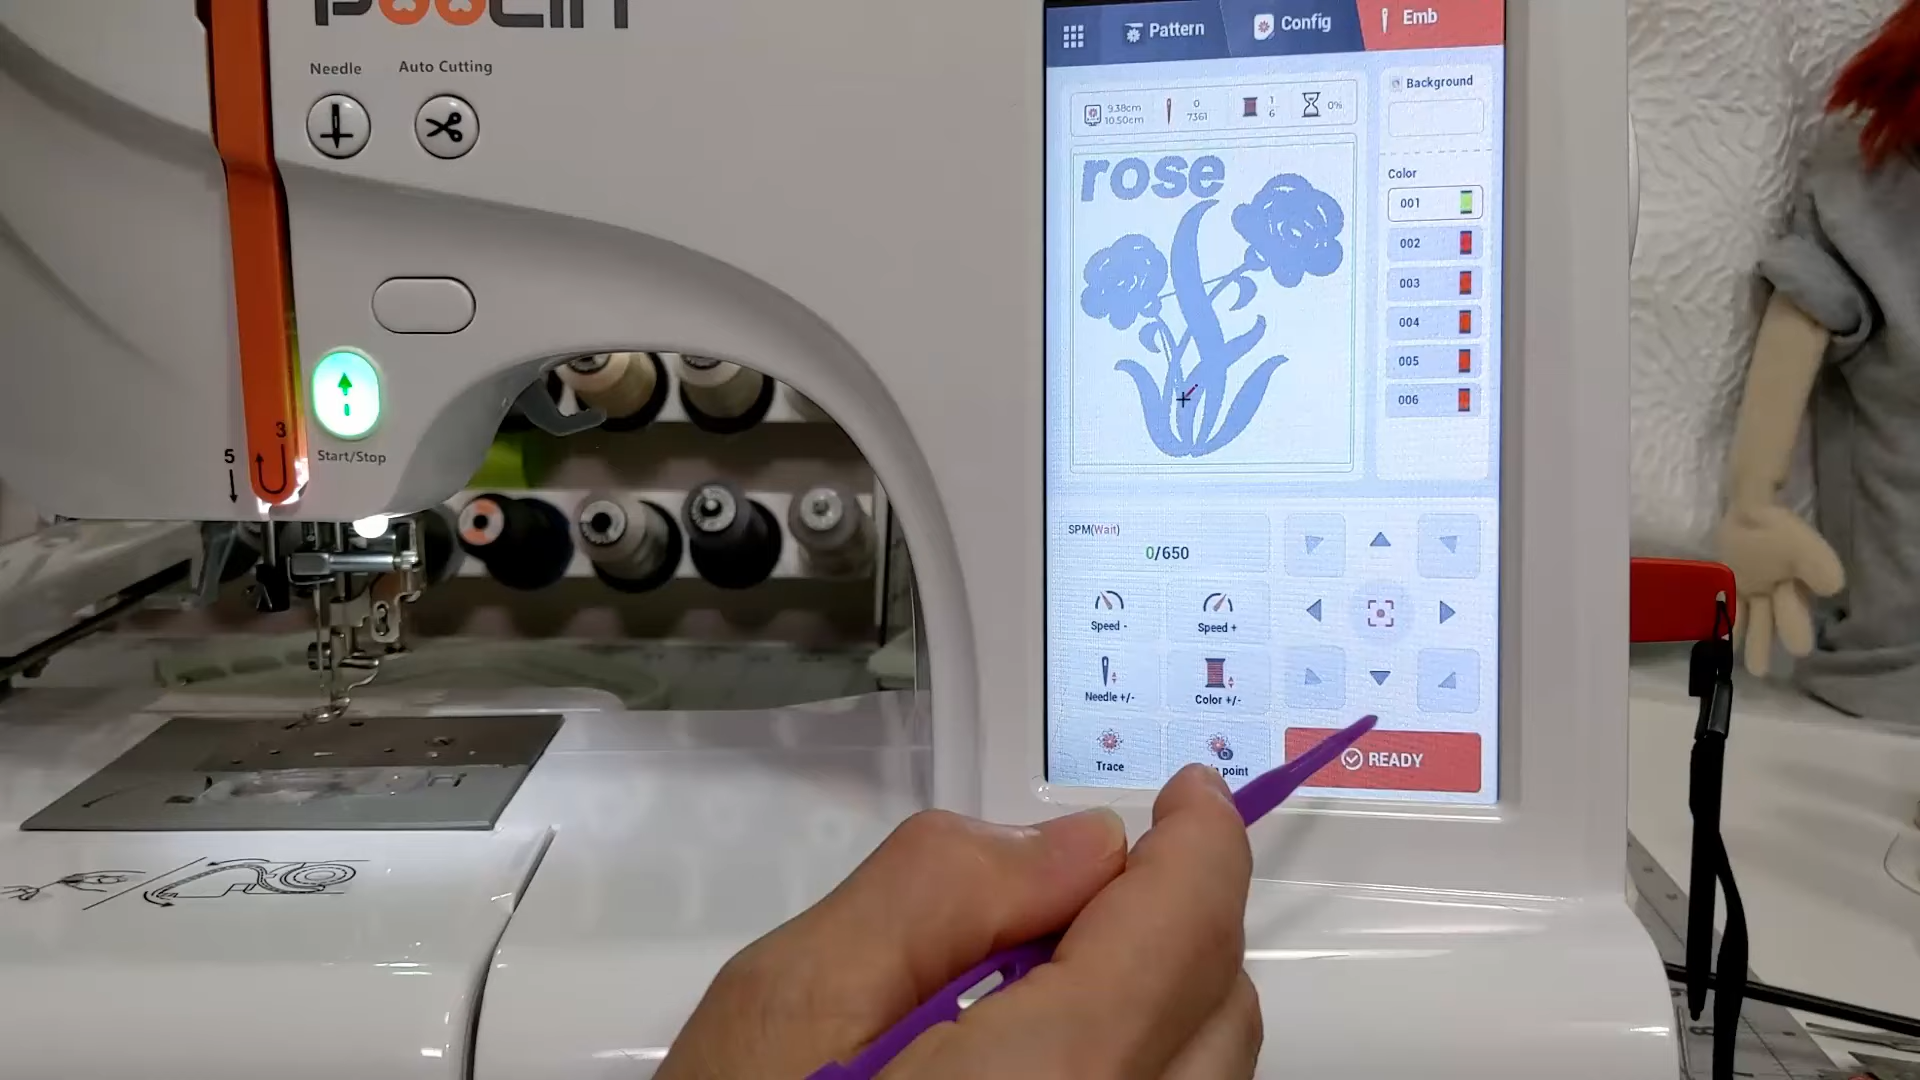 poolin
Needle
Auto Cutting
3
5
Start/Stop
Pattern
Config
Emb
9.38cm
10.50cm
0
7361
1
6
0%
Background
rose
Color
001
002
003
004
005
006
SPM(Wait)
0/650
Speed -
Speed +
Needle +/-
Color +/-
Trace
point
READY